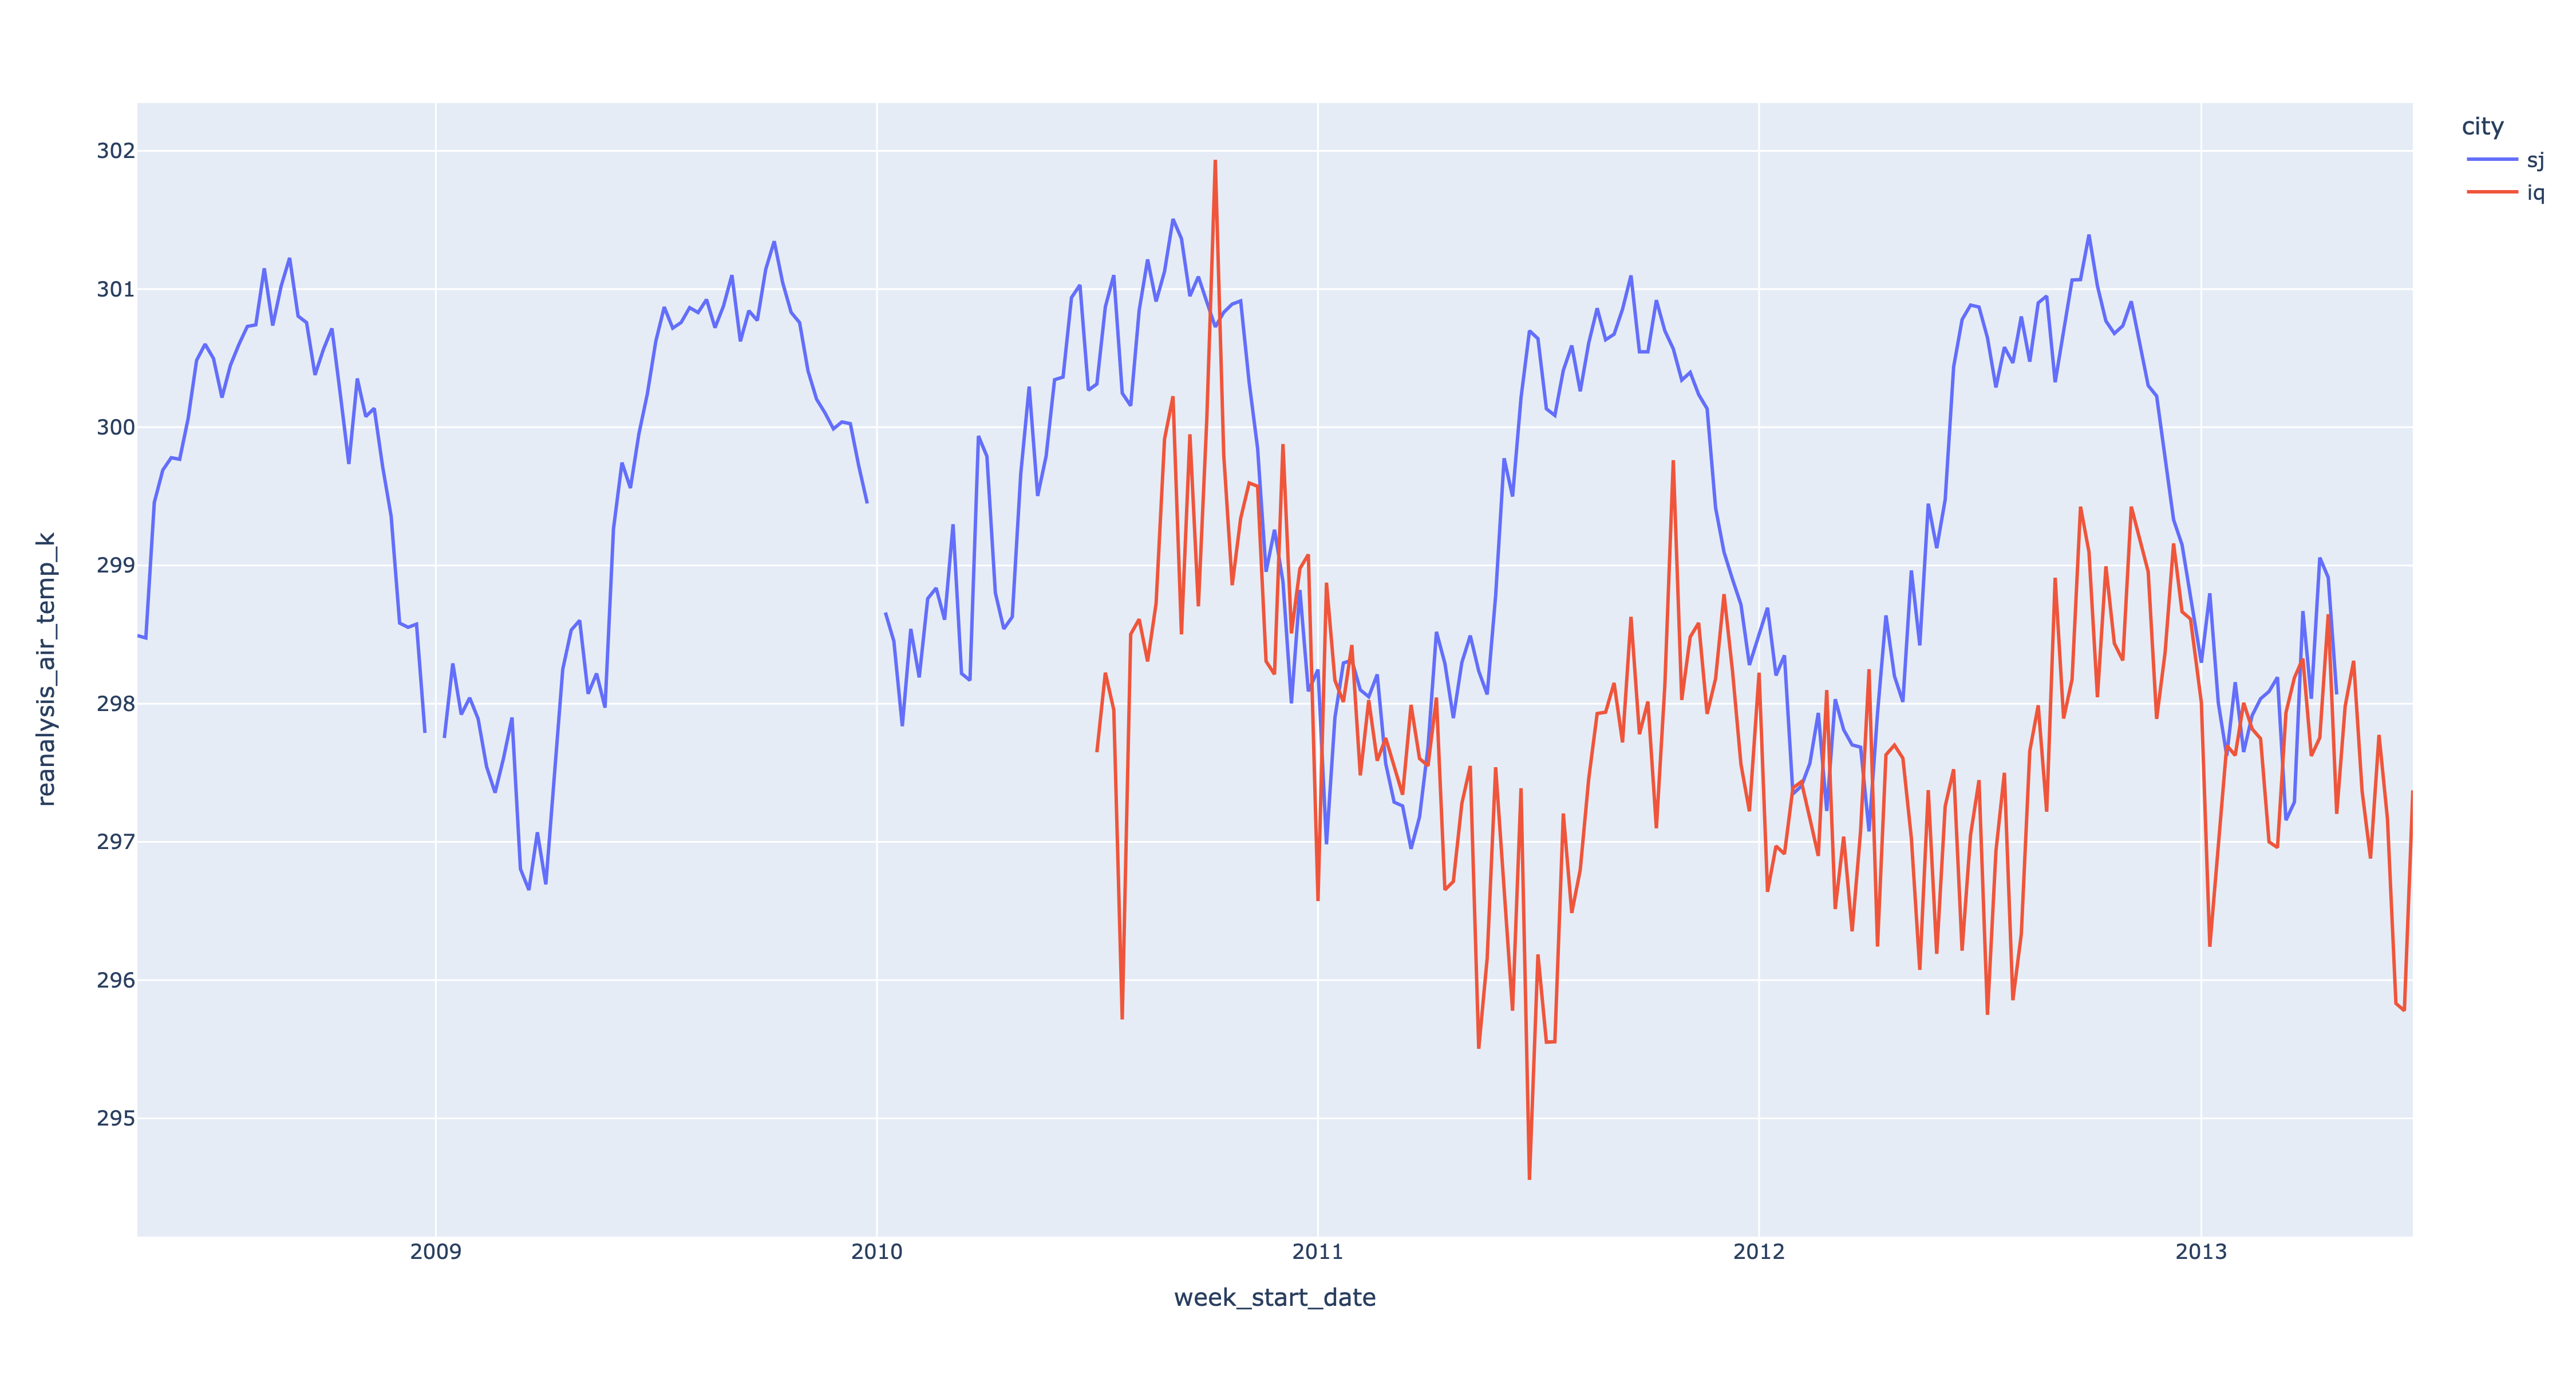 city
sj
iq
302
301
300
299
298
297
296
295
reanalysis_air_temp_k
2009 2010 2011 2012 2013
week_start_date